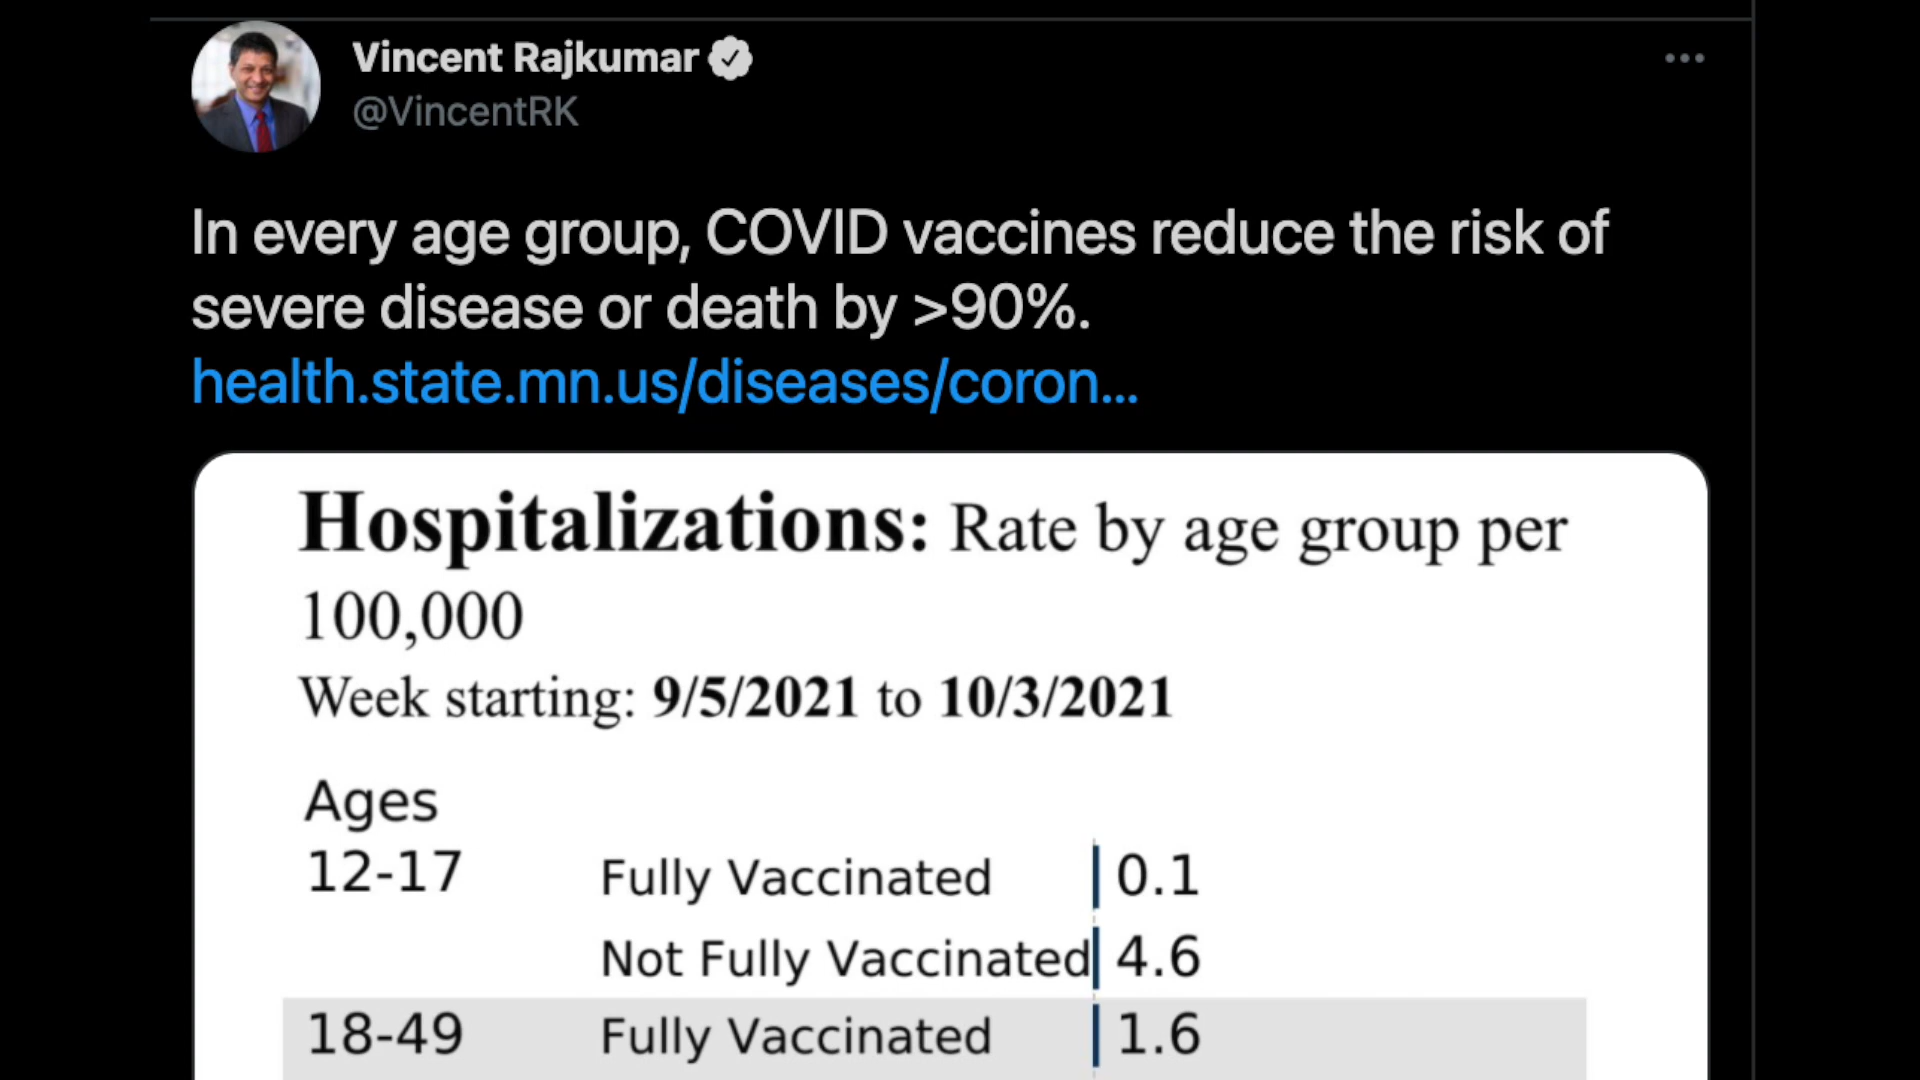 Vincent Rajkumar
@VincentRK
In every age group, COVID vaccines reduce the risk of
severe disease or death by >90%.
health.state.mn.us/diseases/coron...
Hospitalizations: Rate by age group per
100,000
Week starting: 9/5/2021 to 10/3/2021
Ages
12-17 Fully Vaccinated 0.1
Not Fully Vaccinated 4.6
18-49 Fully Vaccinated 1.6